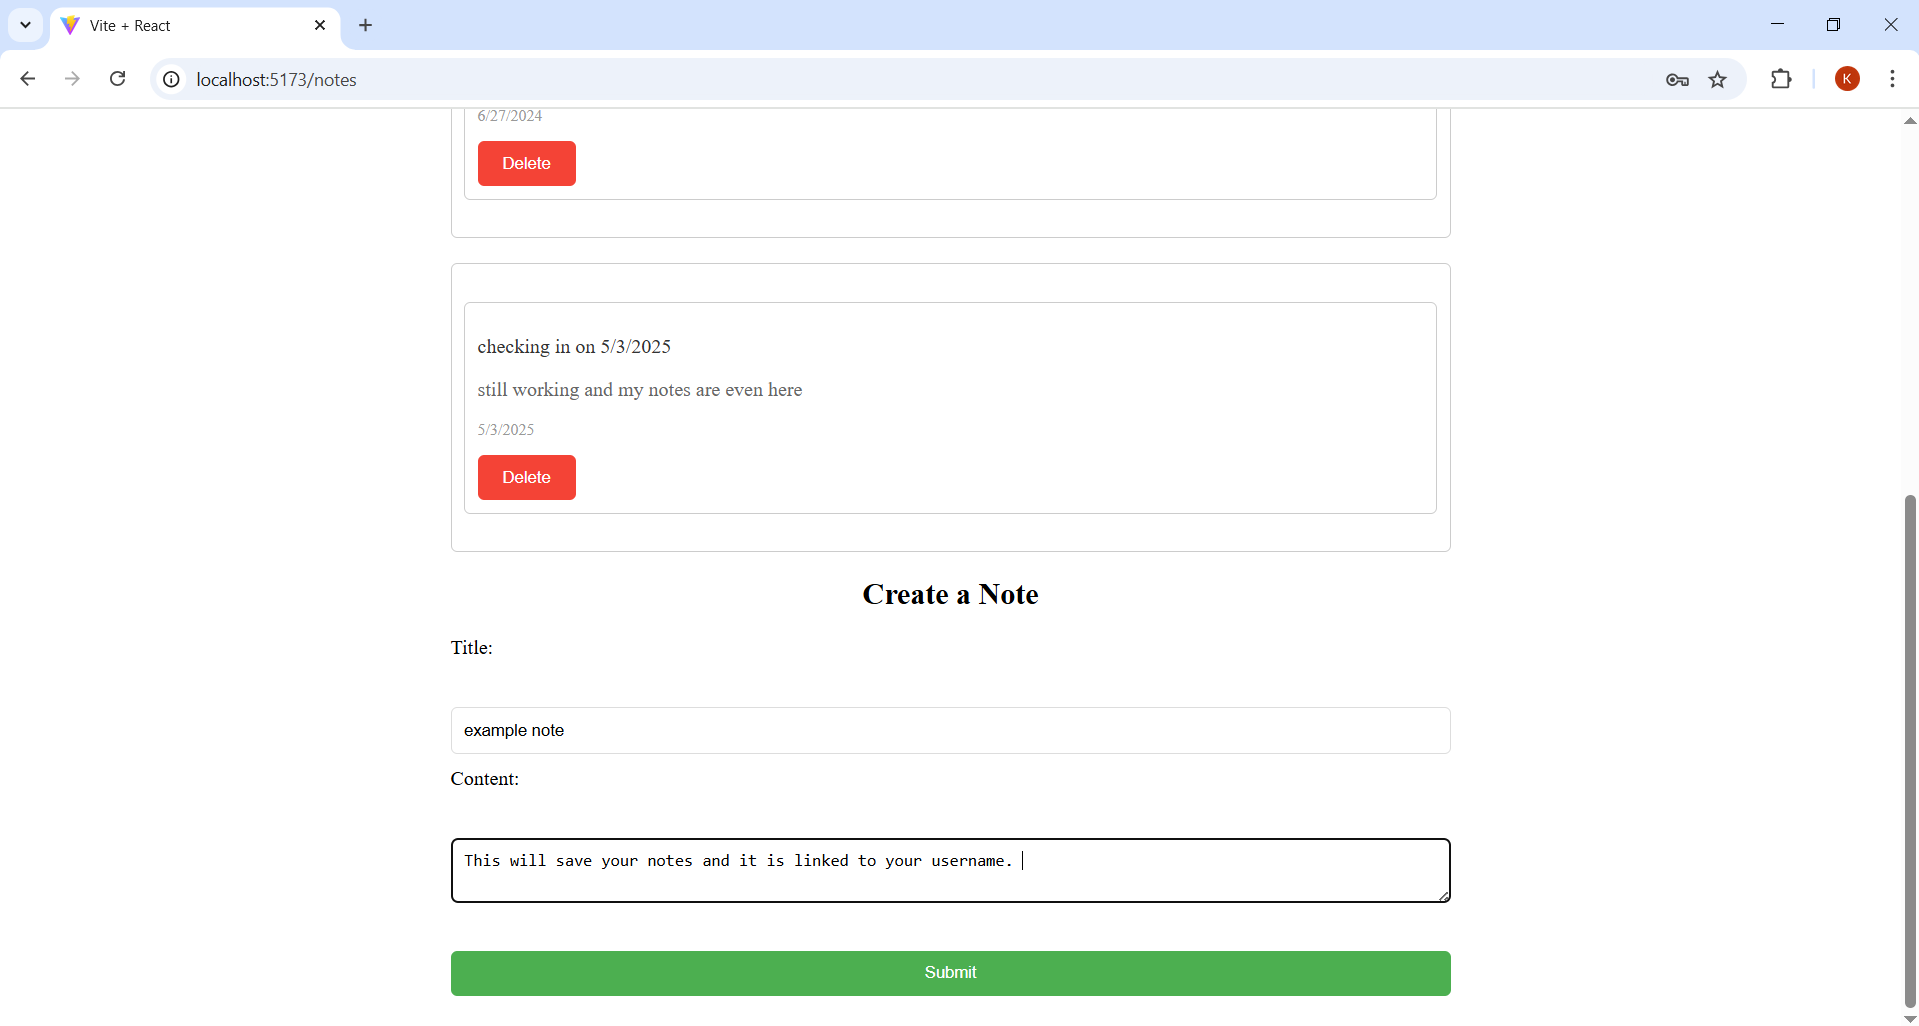 Vite + React
localhost:5173/notes
K
6/27/2024
Delete
checking in on 5/3/2025
still working and my notes are even here
5/3/2025
Delete
Create a Note
Title:
example note
Content:
This will save your notes and it is linked to your username.
Submit